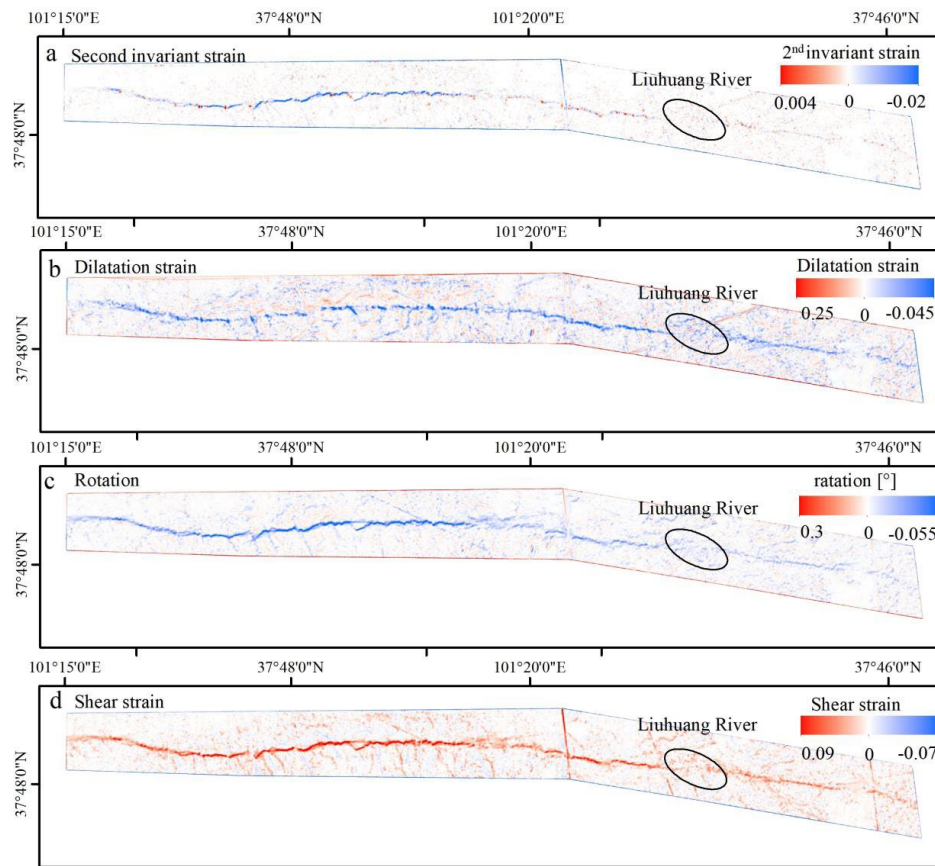 101°15'0"E 37°48'0"N 101°20'0"E 37°46'0"N
a Second invariant strain
2nd invariant strain
0.004 0 -0.02
Liuhuang River
37°48'0"N
101°15'0"E 37°48'0"N 101°20'0"E 37°46'0"N
b Dilatation strain
Dilatation strain
0.25 0 -0.045
Liuhuang River
37°48'0"N
101°15'0"E 37°48'0"N 101°20'0"E 37°46'0"N
c Rotation
ratation [°]
0.3 0 -0.055
Liuhuang River
37°48'0"N
101°15'0"E 37°48'0"N 101°20'0"E 37°46'0"N
d Shear strain
Shear strain
0.09 0 -0.07
Liuhuang River
37°48'0"N